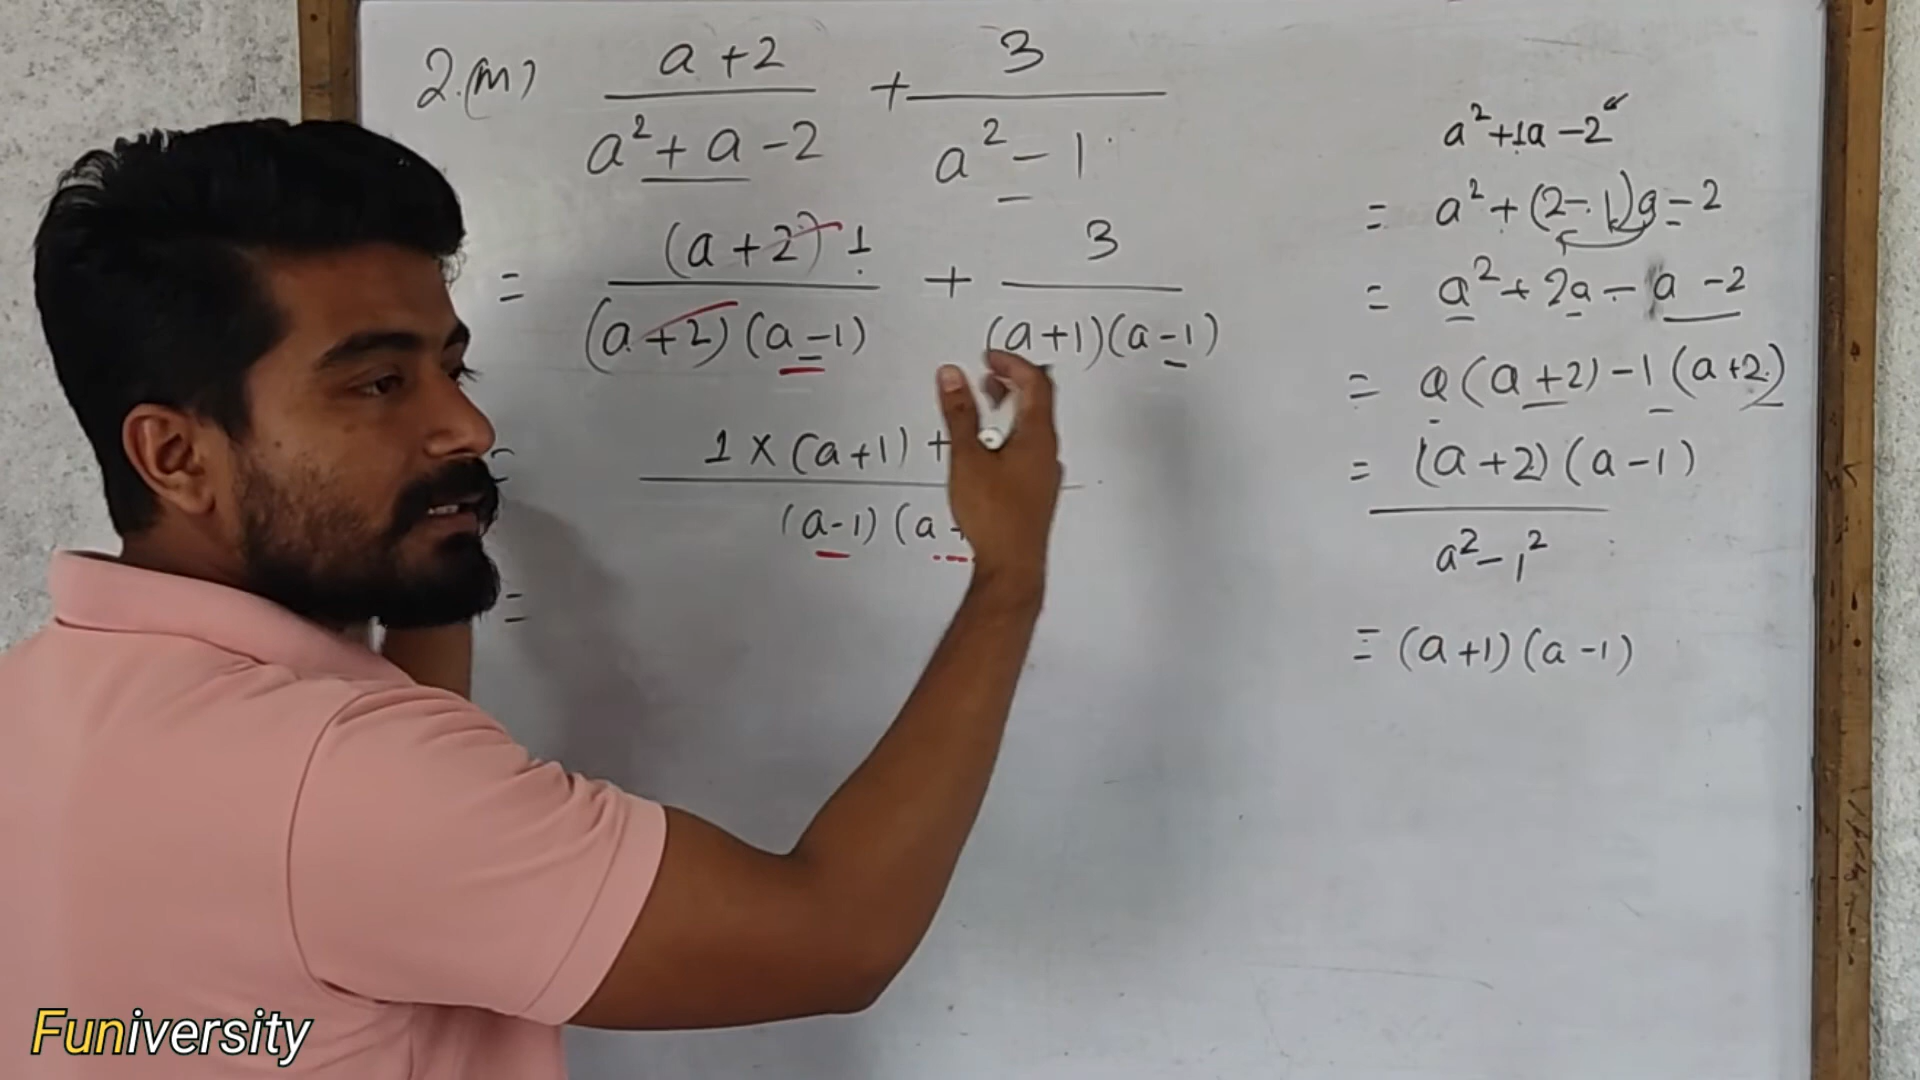 2.(m) a+2 / a²+a-2 + 3 / a²-1
= (a+2) 1 / (a+2)(a-1) + 3 / (a+1)(a-1)
= 1×(a+1) + / (a-1)(a
=
a²+1a-2
= a²+(2-1)a-2
= a²+2a-a-2
= a(a+2)-1(a+2)
= (a+2)(a-1)
a²-1²
= (a+1)(a-1)
Funiversity